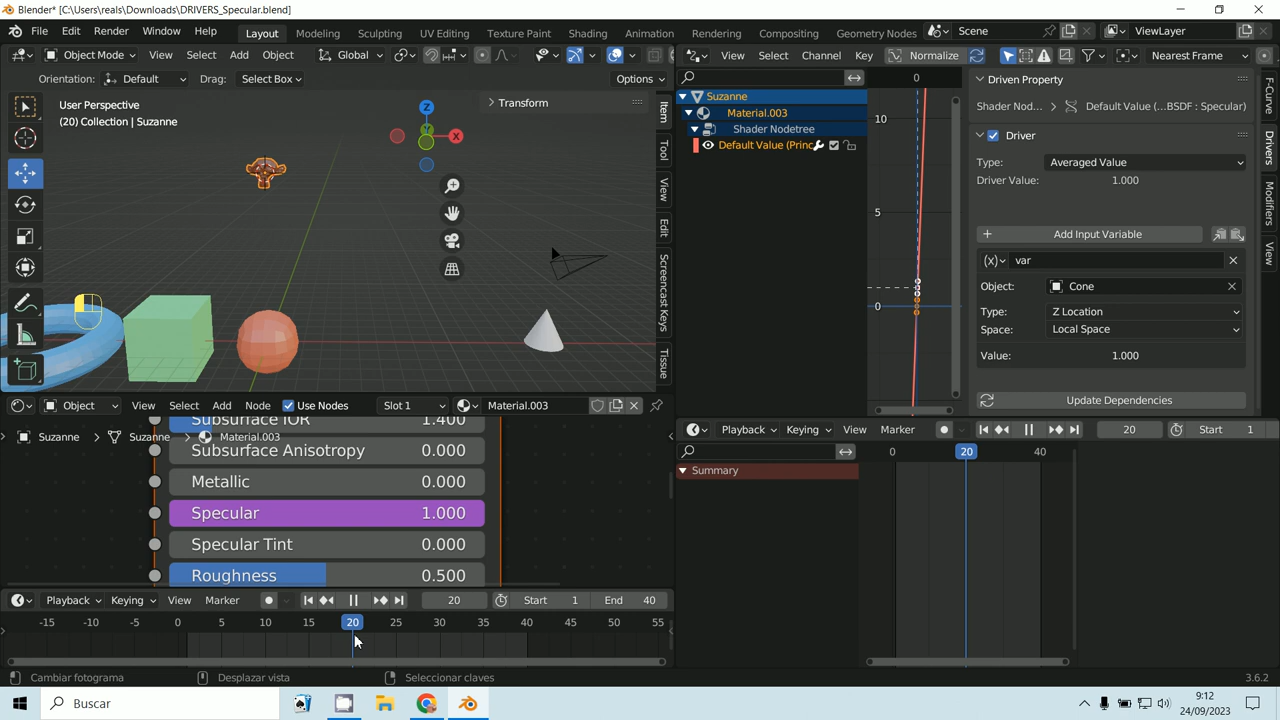 Blender* [C:\Users\reals\Downloads\DRIVERS_Specular.blend]
File Edit Render Window Help Layout Modeling Sculpting UV Editing Texture Paint Shading Animation Rendering Compositing Geometry Nodes Scene ViewLayer
Object Mode View Select Add Object Global
Orientation: Default Drag: Select Box Options
User Perspective
(20) Collection | Suzanne
Transform
Z
Y
X
Item
Tool
View
Edit
Screencast Keys
Tissue
View Select Channel Key Normalize Nearest Frame
0
Suzanne
Material.003
Shader Nodetree
Default Value (Princ
10
5
0
Driven Property
Shader Nod... Default Value (...BSDF : Specular)
Driver
Type: Averaged Value
Driver Value: 1.000
Add Input Variable
(x) var
Object: Cone
Type: Z Location
Space: Local Space
Value: 1.000
Update Dependencies
F-Curve
Drivers
Modifiers
View
Object View Select Add Node Use Nodes Slot 1 Material.003
Suzanne Suzanne Material.003
Subsurface IOR 1.400
Subsurface Anisotropy 0.000
Metallic 0.000
Specular 1.000
Specular Tint 0.000
Roughness 0.500
Playback Keying View Marker 20 Start 1
0 20 40
Summary
Playback Keying View Marker 20 Start 1 End 40
-15 -10 -5 0 5 10 15 20 25 30 35 40 45 50 55
Cambiar fotograma Desplazar vista Seleccionar claves 3.6.2
Buscar
9:12
24/09/2023